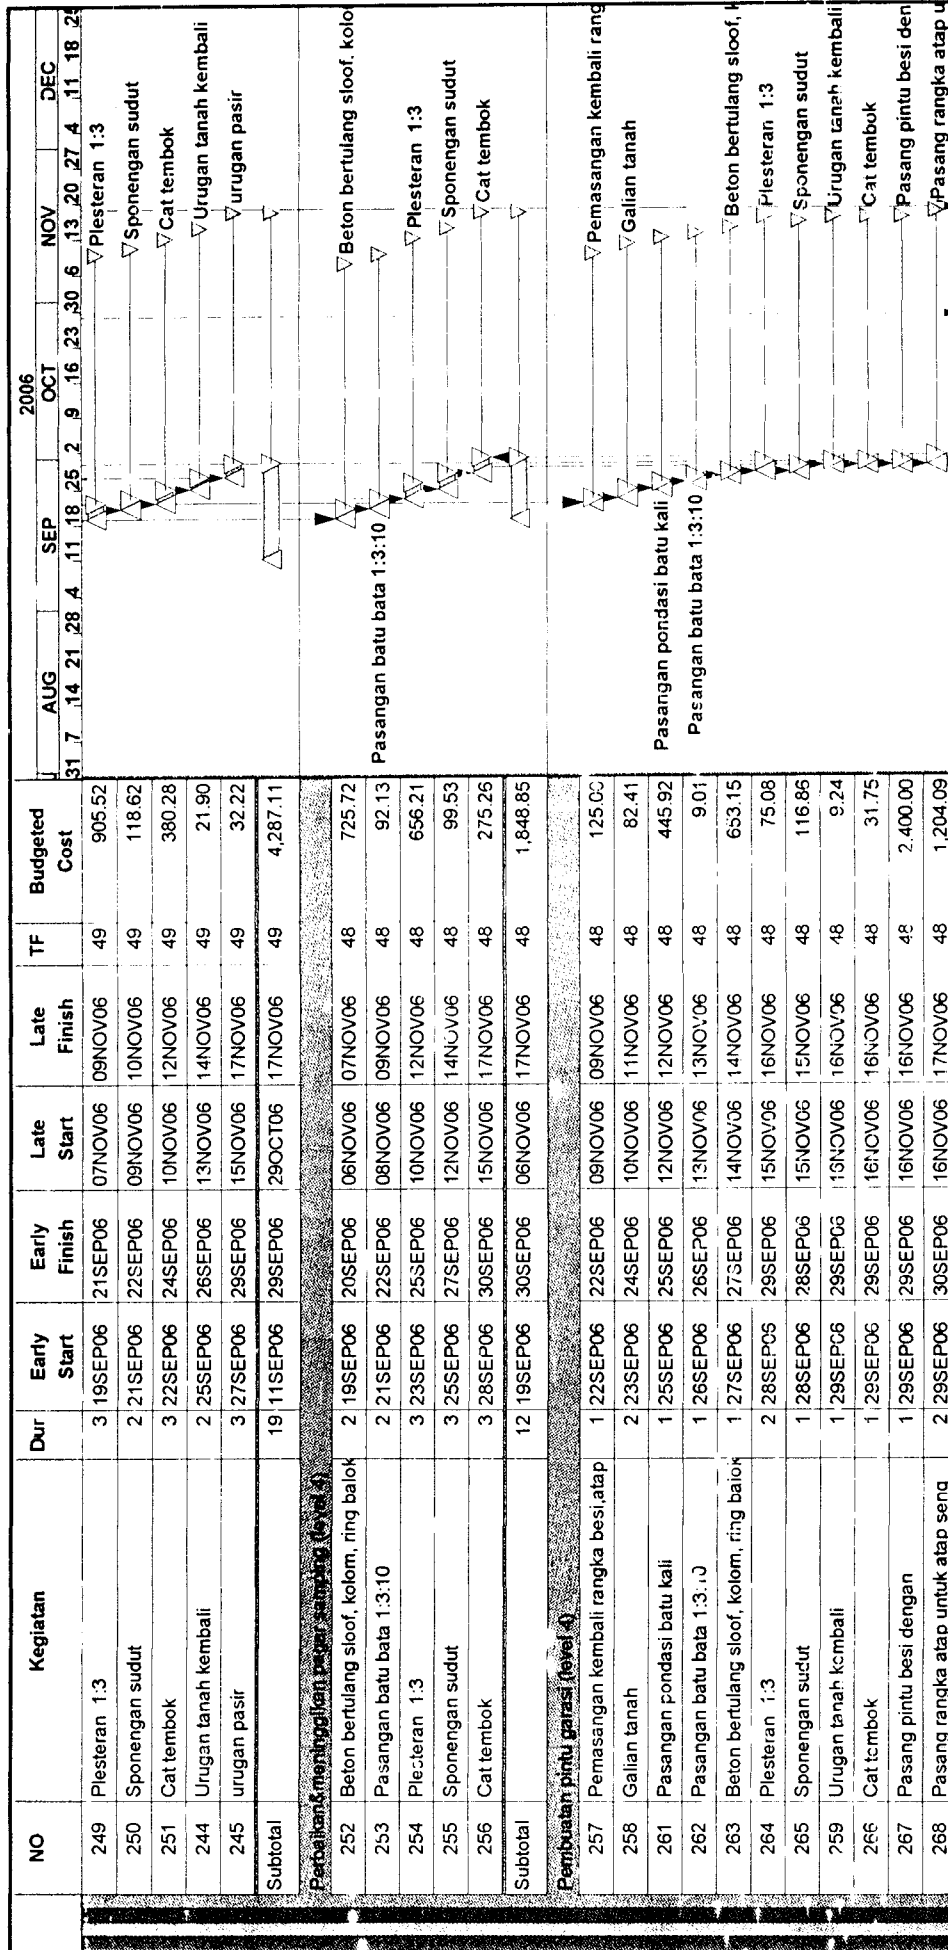 NO Kegiatan Dur Early Start Early Finish Late Start Late Finish TF Budgeted Cost
2006
AUG SEP OCT NOV DEC
31 7 14 21 28 4 11 18 25 2 9 16 23 30 6 13 20 27 4 11 18 25
249 Plesteran 1:3 3 19SEP06 21SEP06 07NOV06 09NOV06 49 905.52 Plesteran 1:3
250 Sponengan sudut 2 21SEP06 22SEP06 09NOV06 10NOV06 49 118.62 Sponengan sudut
251 Cat tembok 3 22SEP06 24SEP06 10NOV06 12NOV06 49 380.28 Cat tembok
244 Urugan tanah kembali 2 25SEP06 26SEP06 13NOV06 14NOV06 49 21.90 Urugan tanah kembali
245 urugan pasir 3 27SEP06 29SEP06 15NOV06 17NOV06 49 32.22 urugan pasir
Subtotal 19 11SEP06 29SEP06 29OCT06 17NOV06 49 4,287.11
Perbaikan&meninggikan pagar samping (level 4)
252 Beton bertulang sloof, kolom, ring balok 2 19SEP06 20SEP06 06NOV06 07NOV06 48 725.72 Beton bertulang sloof, kolo
253 Pasangan batu bata 1:3:10 2 21SEP06 22SEP06 08NOV06 09NOV06 48 92.13 Pasangan batu bata 1:3:10
254 Plesteran 1:3 3 23SEP06 25SEP06 10NOV06 12NOV06 48 656.21 Plesteran 1:3
255 Sponengan sudut 3 25SEP06 27SEP06 12NOV06 14NOV06 48 99.53 Sponengan sudut
256 Cat tembok 3 28SEP06 30SEP06 15NOV06 17NOV06 48 275.26 Cat tembok
Subtotal 12 19SEP06 30SEP06 06NOV06 17NOV06 48 1,848.85
Pembuatan pintu garasi (level 4)
257 Pemasangan kembali rangka besi,atap 1 22SEP06 22SEP06 09NOV06 09NOV06 48 125.00 Pemasangan kembali rang
258 Galian tanah 2 23SEP06 24SEP06 10NOV06 11NOV06 48 82.41 Galian tanah
261 Pasangan pondasi batu kali 1 25SEP06 25SEP06 12NOV06 12NOV06 48 445.92 Pasangan pondasi batu kali
262 Pasangan batu bata 1:3:10 1 26SEP06 26SEP06 13NOV06 13NOV06 48 9.01 Pasangan batu bata 1:3:10
263 Beton bertulang sloof, kolom, ring balok 1 27SEP06 27SEP06 14NOV06 14NOV06 48 653.15 Beton bertulang sloof, k
264 Plesteran 1:3 2 28SEP06 29SEP06 15NOV06 16NOV06 48 75.08 Plesteran 1:3
265 Sponengan sudut 1 28SEP06 28SEP06 15NOV06 15NOV06 48 116.86 Sponengan sudut
259 Urugan tanah kembali 1 29SEP06 29SEP06 16NOV06 16NOV06 48 9.24 Urugan tanah kembali
266 Cat tembok 1 29SEP06 29SEP06 16NOV06 16NOV06 48 31.75 Cat tembok
267 Pasang pintu besi dengan 1 29SEP06 29SEP06 16NOV06 16NOV06 48 2,400.00 Pasang pintu besi den
268 Pasang rangka atap untuk atap seng 2 29SEP06 30SEP06 16NOV06 17NOV06 48 1,204.09 Pasang rangka atap u